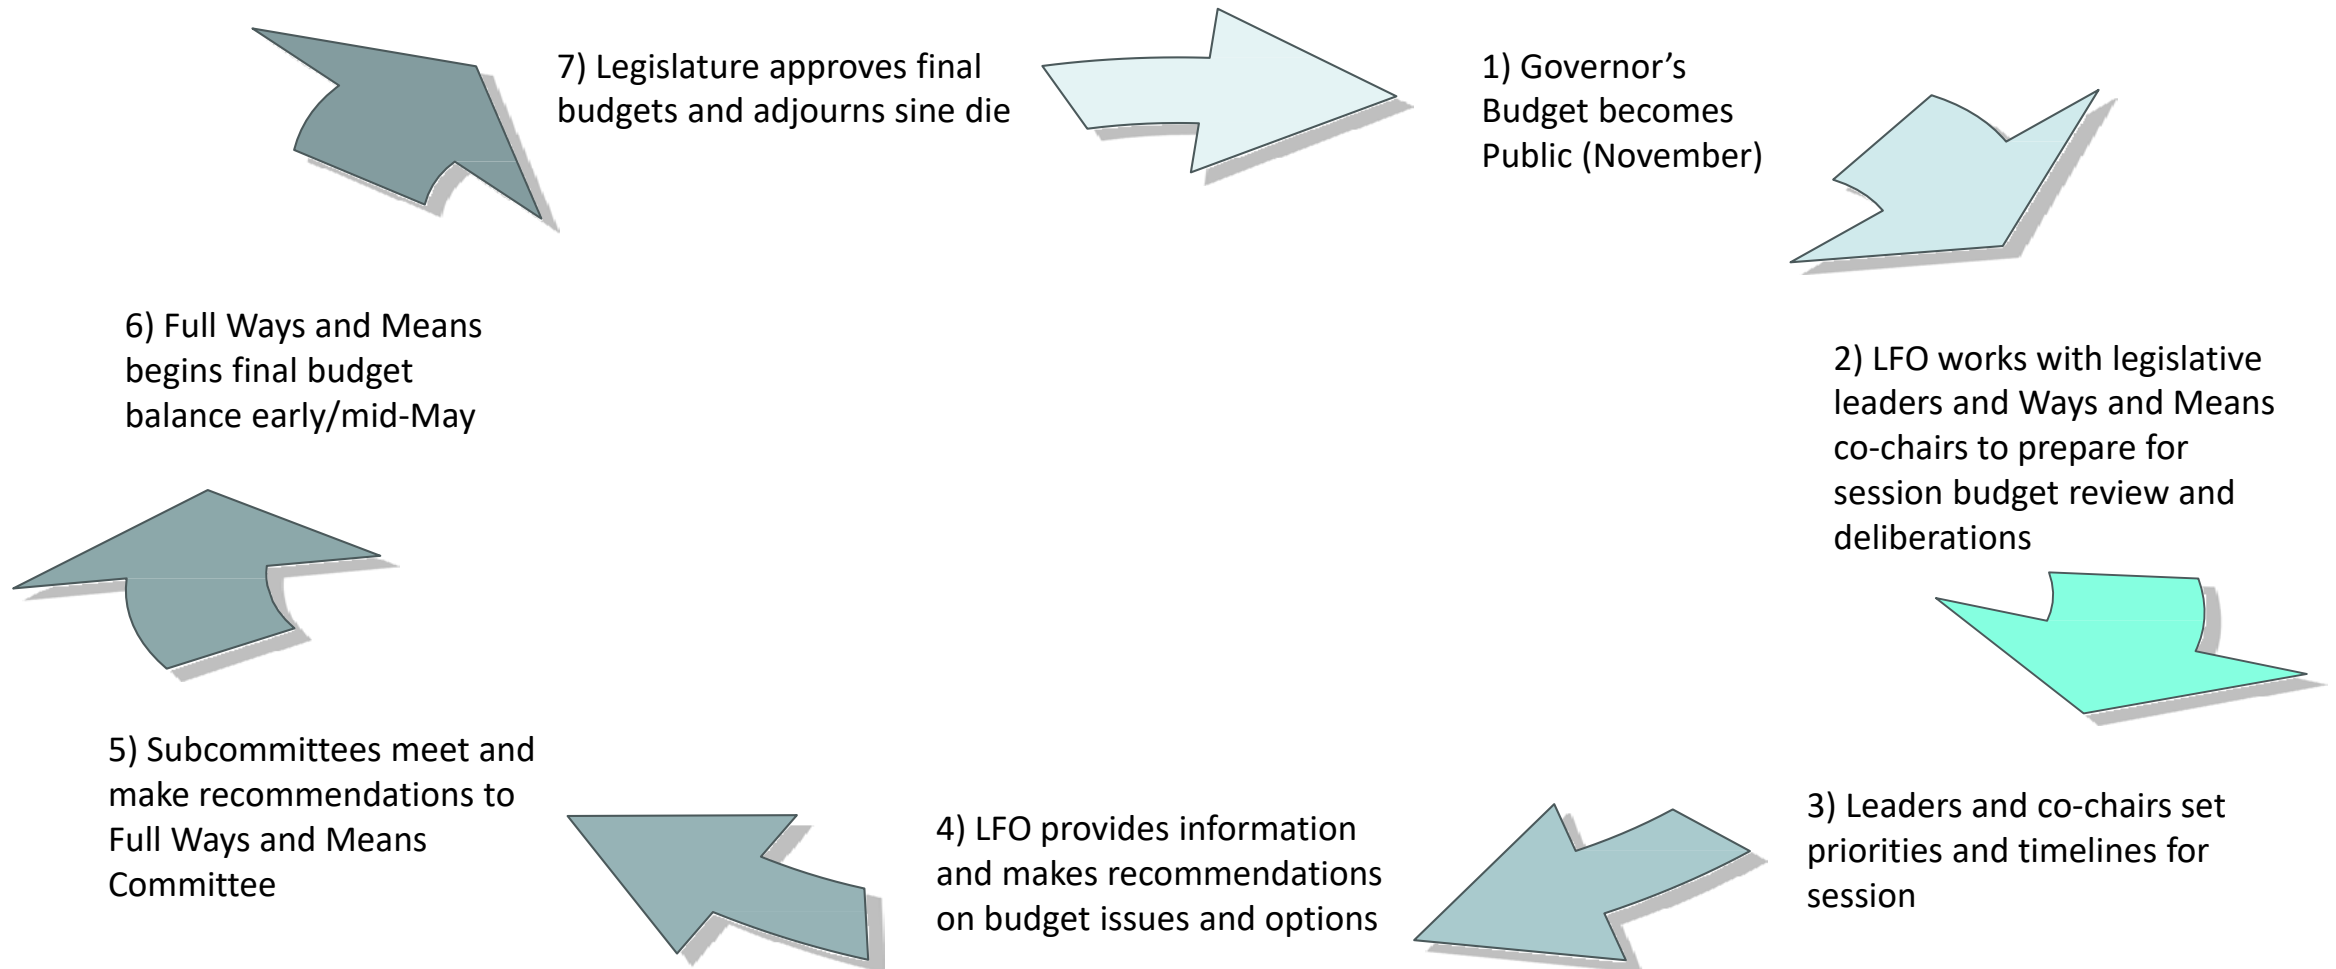 7) Legislature approves final
budgets and adjourns sine die
1) Governor’s
Budget becomes
Public (November)
2) LFO works with legislative
leaders and Ways and Means
co-chairs to prepare for
session budget review and
deliberations
3) Leaders and co-chairs set
priorities and timelines for
session
4) LFO provides information
and makes recommendations
on budget issues and options
5) Subcommittees meet and
make recommendations to
Full Ways and Means
Committee
6) Full Ways and Means
begins final budget
balance early/mid-May